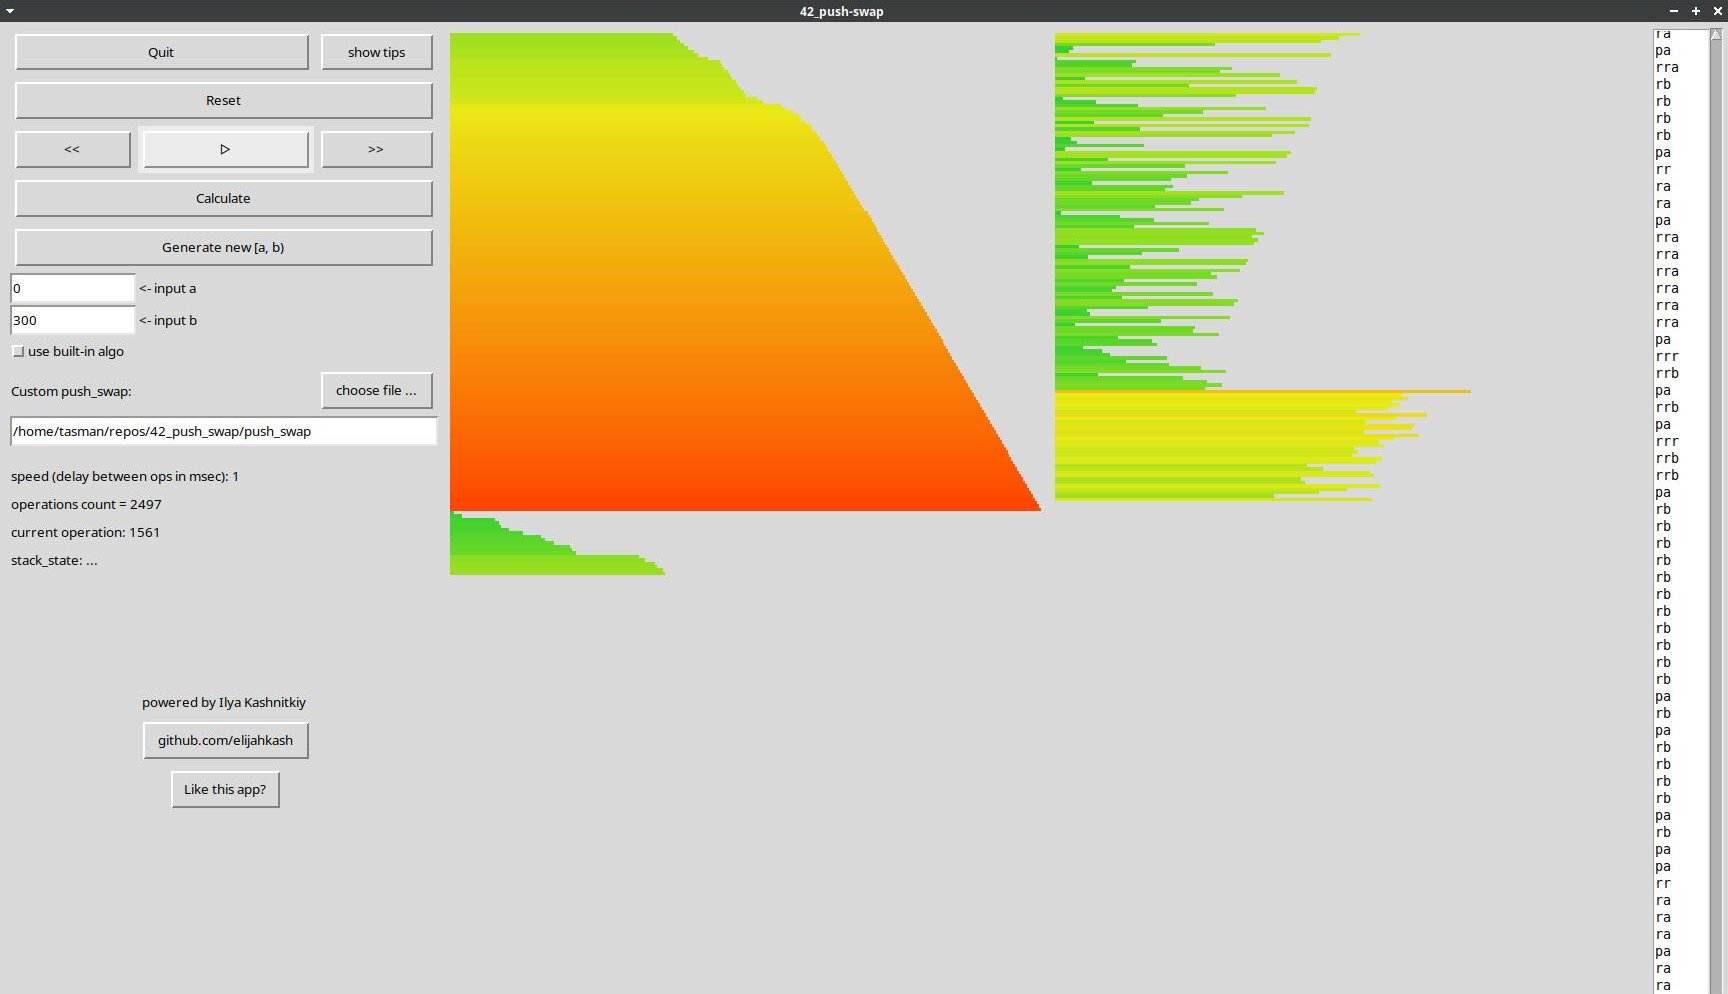 42_push-swap
Quit
show tips
Reset
<<
▷
>>
Calculate
Generate new [a, b)
0
<- input a
300
<- input b
use built-in algo
Custom push_swap:
choose file ...
/home/tasman/repos/42_push_swap/push_swap
speed (delay between ops in msec): 1
operations count = 2497
current operation: 1561
stack_state: ...
powered by Ilya Kashnitkiy
github.com/elijahkash
Like this app?
ra
pa
rra
rb
rb
rb
rb
pa
rr
ra
ra
pa
rra
rra
rra
rra
rra
rra
pa
rrr
rrb
pa
rrb
pa
rrr
rrb
rrb
pa
rb
rb
rb
rb
rb
rb
rb
rb
rb
rb
rb
pa
rb
pa
rb
rb
rb
rb
pa
rb
pa
pa
rr
ra
ra
ra
pa
ra
ra